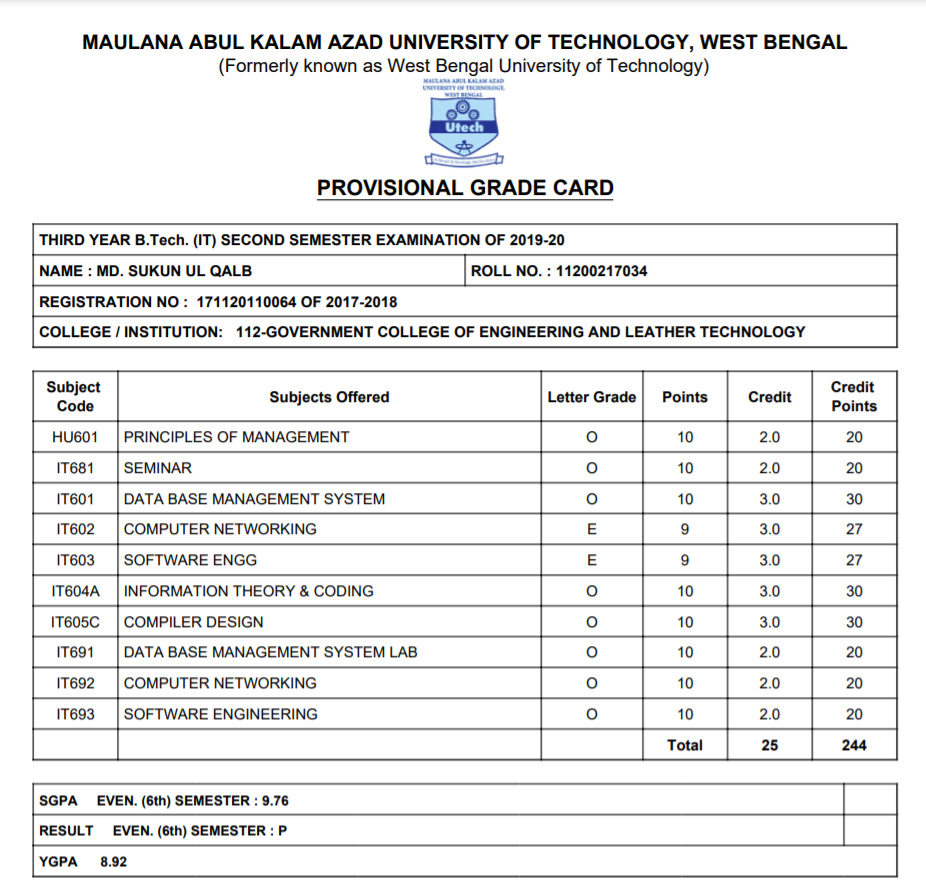 MAULANA ABUL KALAM AZAD UNIVERSITY OF TECHNOLOGY, WEST BENGAL
(Formerly known as West Bengal University of Technology)
MAULANA ABUL KALAM AZAD
UNIVERSITY OF TECHNOLOGY,
WEST BENGAL
Utech
PROVISIONAL GRADE CARD
THIRD YEAR B.Tech. (IT) SECOND SEMESTER EXAMINATION OF 2019-20
NAME : MD. SUKUN UL QALB ROLL NO. : 11200217034
REGISTRATION NO : 171120110064 OF 2017-2018
COLLEGE / INSTITUTION: 112-GOVERNMENT COLLEGE OF ENGINEERING AND LEATHER TECHNOLOGY
Subject Code Subjects Offered Letter Grade Points Credit Credit Points
HU601 PRINCIPLES OF MANAGEMENT O 10 2.0 20
IT681 SEMINAR O 10 2.0 20
IT601 DATA BASE MANAGEMENT SYSTEM O 10 3.0 30
IT602 COMPUTER NETWORKING E 9 3.0 27
IT603 SOFTWARE ENGG E 9 3.0 27
IT604A INFORMATION THEORY & CODING O 10 3.0 30
IT605C COMPILER DESIGN O 10 3.0 30
IT691 DATA BASE MANAGEMENT SYSTEM LAB O 10 2.0 20
IT692 COMPUTER NETWORKING O 10 2.0 20
IT693 SOFTWARE ENGINEERING O 10 2.0 20
Total 25 244
SGPA EVEN. (6th) SEMESTER : 9.76
RESULT EVEN. (6th) SEMESTER : P
YGPA 8.92